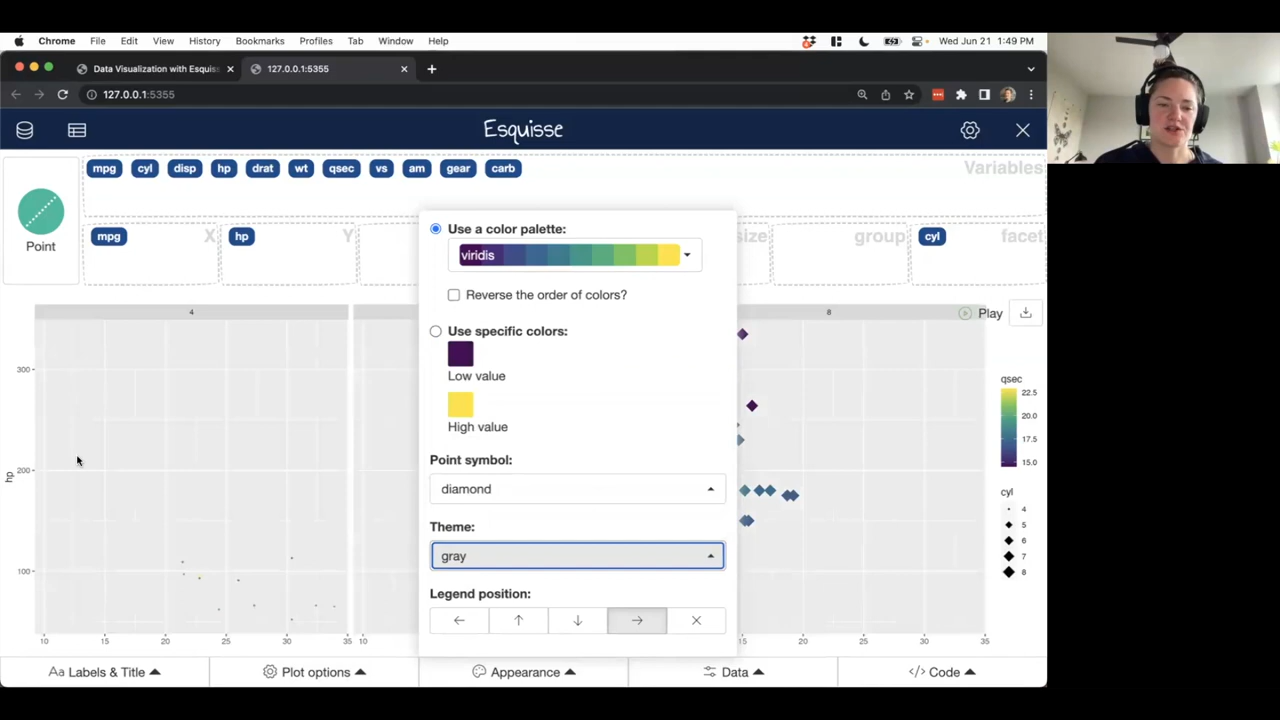 Chrome File Edit View History Bookmarks Profiles Tab Window Help Wed Jun 21 1:49 PM
Data Visualization with Esquiss 127.0.0.1:5355
127.0.0.1:5355
Esquisse
mpg cyl disp hp drat wt qsec vs am gear carb Variables
Point
mpg X hp Y size group cyl facet
Use a color palette:
viridis
Reverse the order of colors?
Use specific colors:
Low value
High value
Point symbol:
diamond
Theme:
gray
Legend position:
4 8 Play
300
200
100
hp
10 15 20 25 30 35 10 15 20 25 30 35
qsec
22.5
20.0
17.5
15.0
cyl
4
5
6
7
8
Aa Labels & Title Plot options Appearance Data </> Code